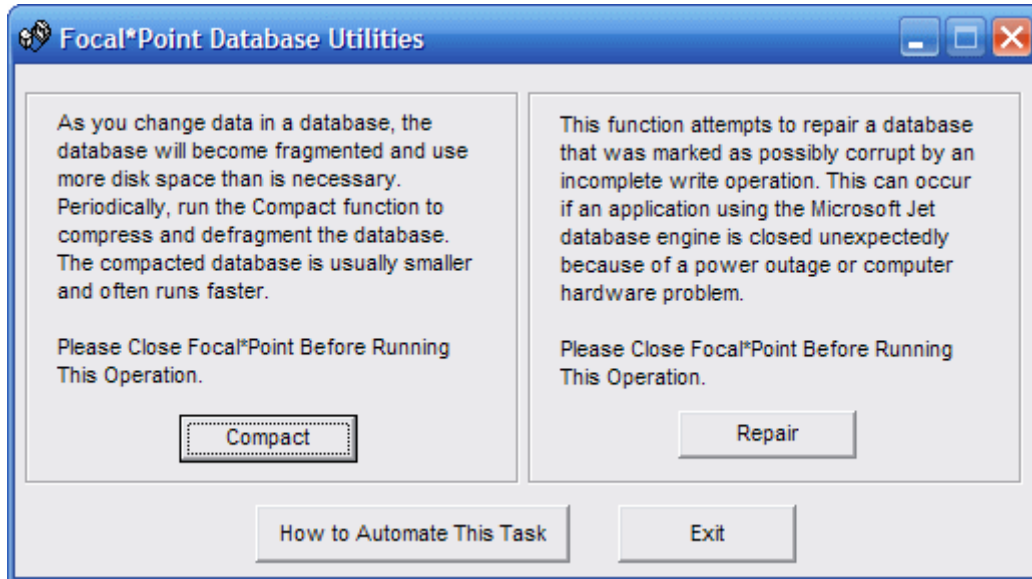 Focal*Point Database Utilities
As you change data in a database, the
database will become fragmented and use
more disk space than is necessary.
Periodically, run the Compact function to
compress and defragment the database.
The compacted database is usually smaller
and often runs faster.
Please Close Focal*Point Before Running
This Operation.
Compact
This function attempts to repair a database
that was marked as possibly corrupt by an
incomplete write operation. This can occur
if an application using the Microsoft Jet
database engine is closed unexpectedly
because of a power outage or computer
hardware problem.
Please Close Focal*Point Before Running
This Operation.
Repair
How to Automate This Task
Exit